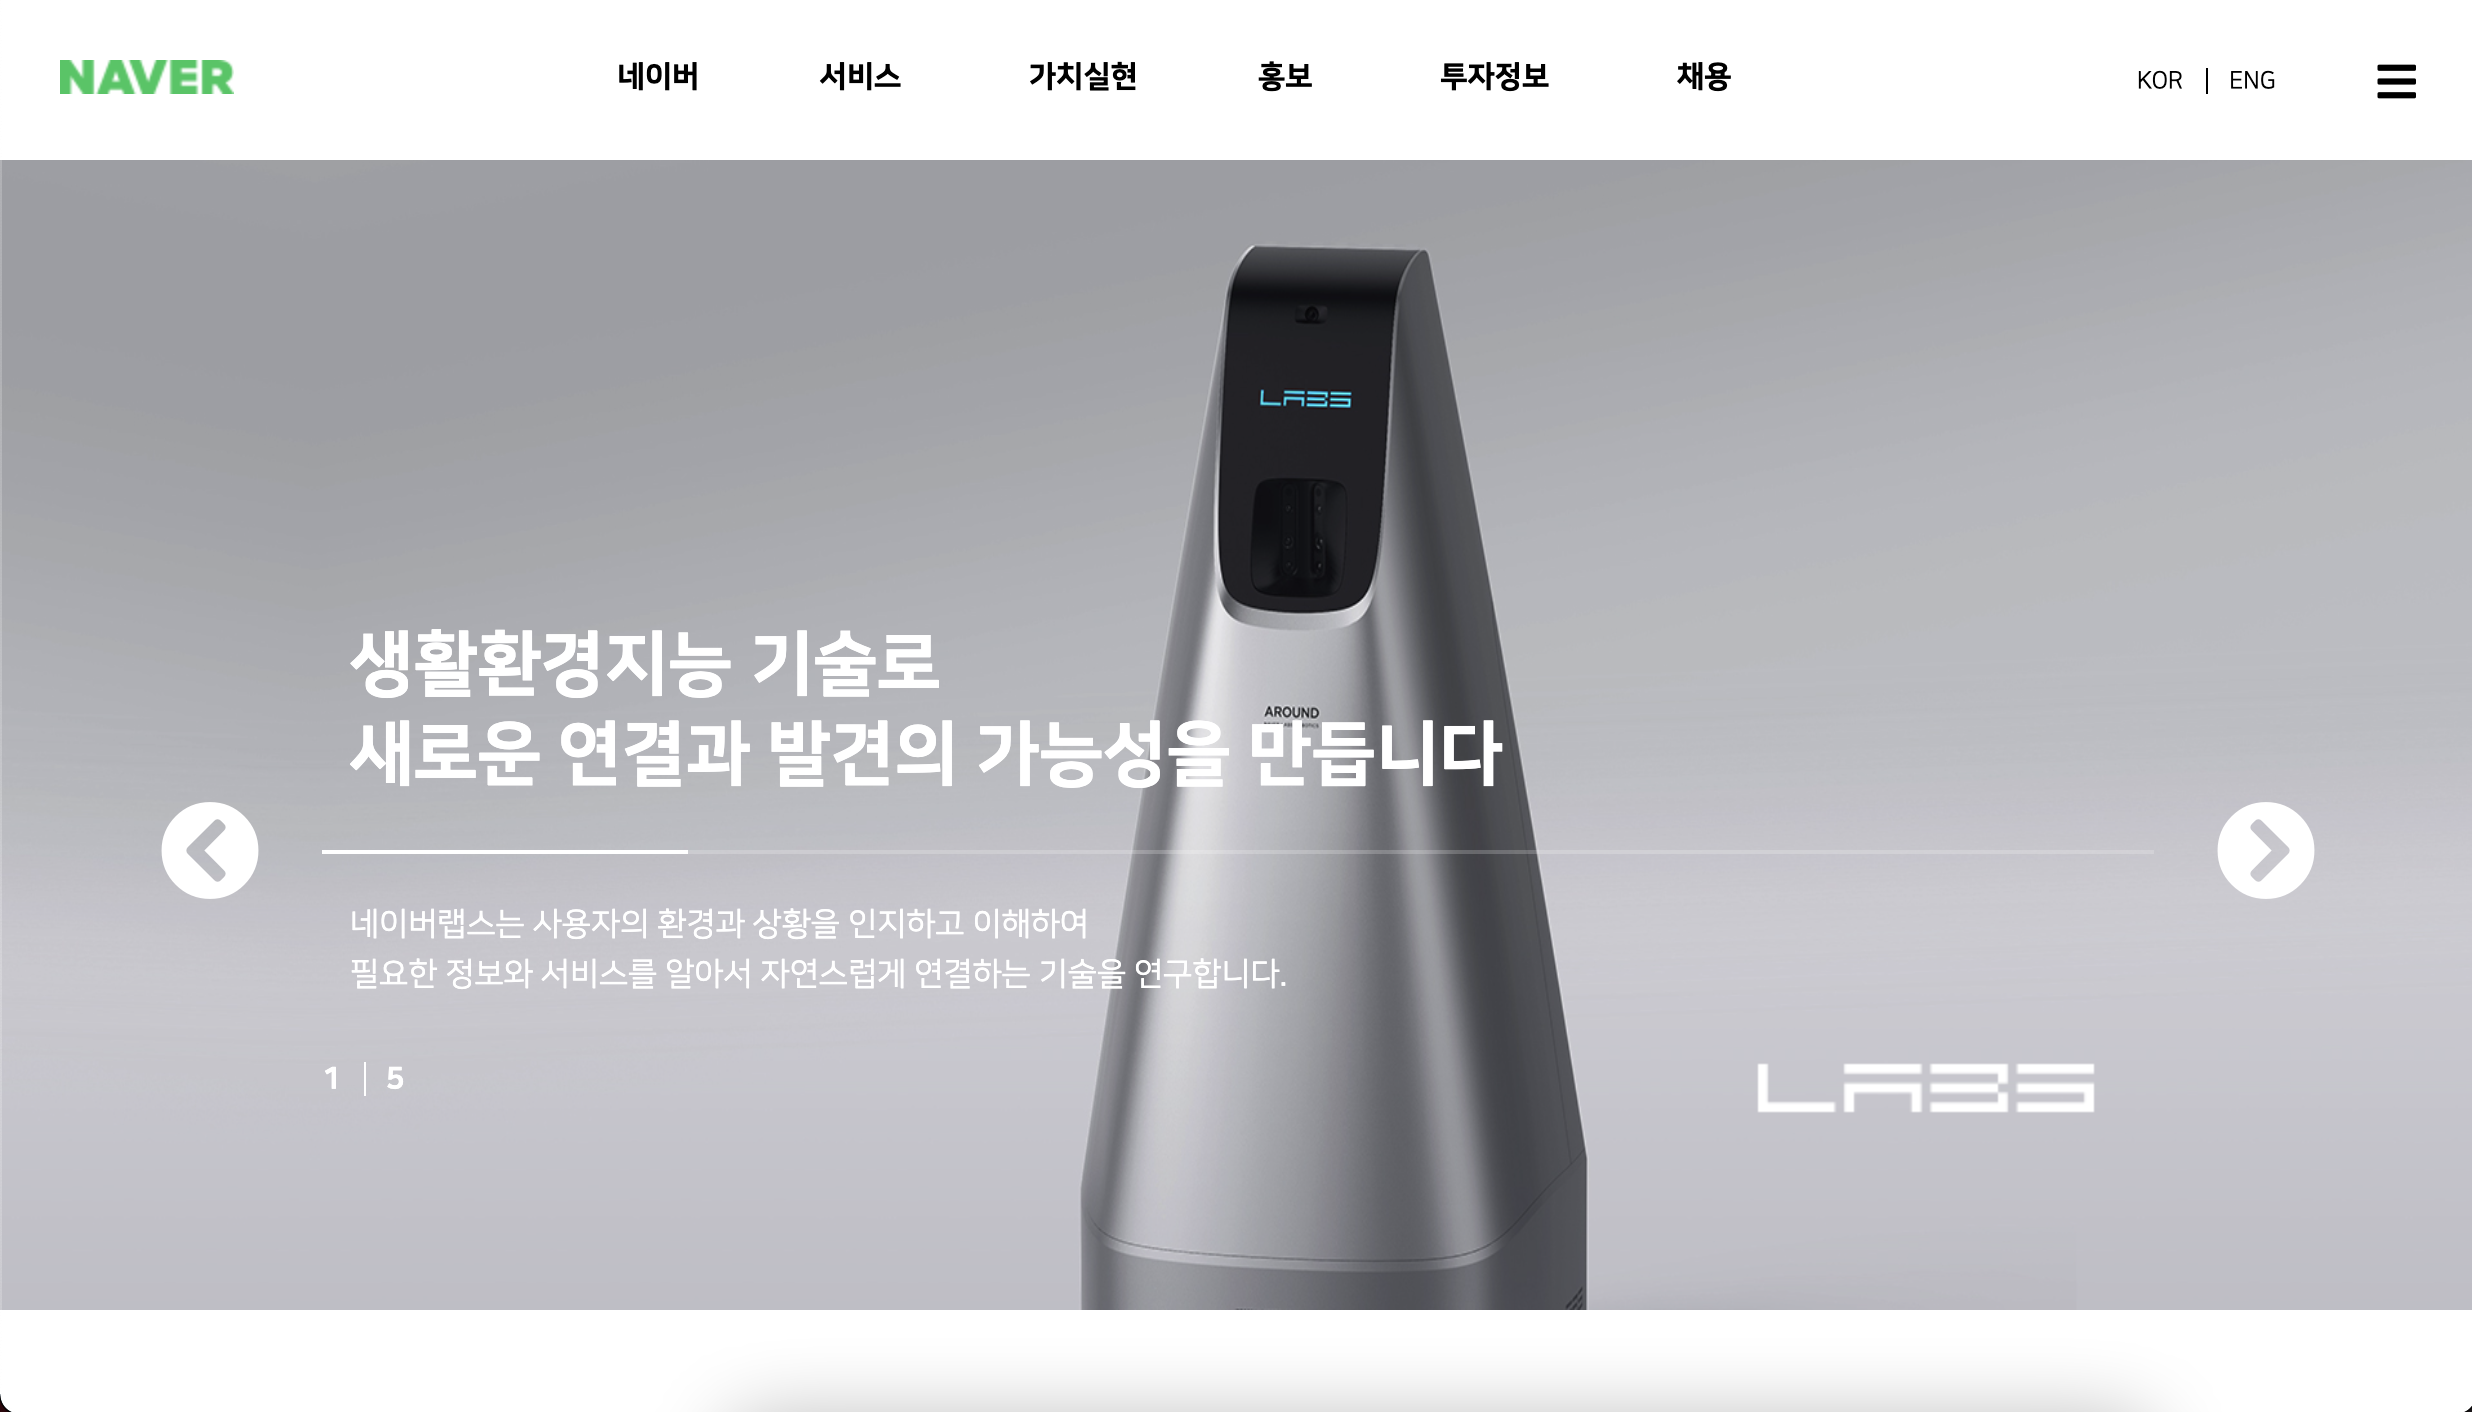 NAVER
네이버 서비스 가치실현 홍보 투자정보 채용
KOR | ENG
LABS
AROUND
생활환경지능 기술로
새로운 연결과 발견의 가능성을 만듭니다
네이버랩스는 사용자의 환경과 상황을 인지하고 이해하여
필요한 정보와 서비스를 알아서 자연스럽게 연결하는 기술을 연구합니다.
1 | 5
LABS